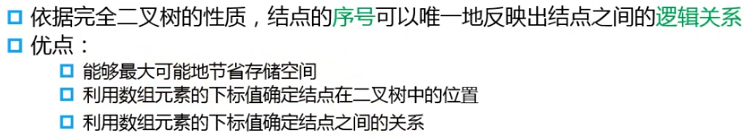 依据完全二叉树的性质，结点的序号可以唯一地反映出结点之间的逻辑关系
优点：
能够最大可能地节省存储空间
利用数组元素的下标值确定结点在二叉树中的位置
利用数组元素的下标值确定结点之间的关系